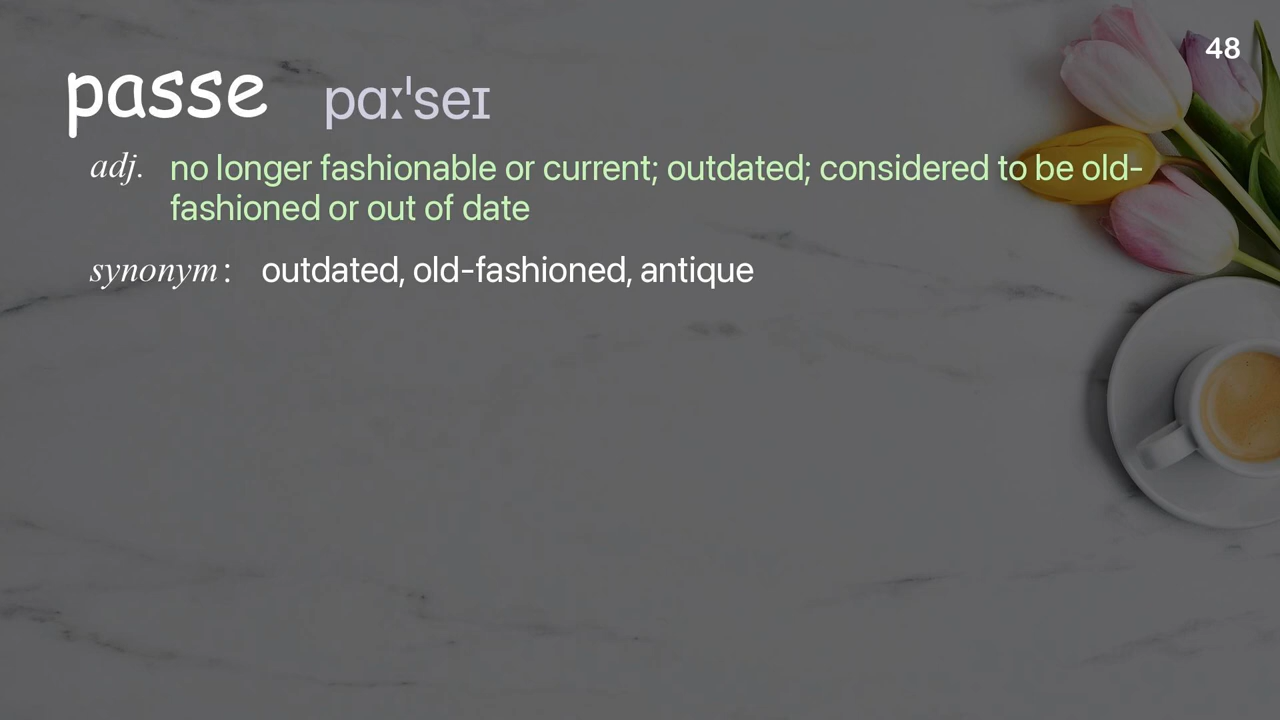 48
passe pɑːˈseɪ
adj. no longer fashionable or current; outdated; considered to be old-
fashioned or out of date
synonym: outdated, old-fashioned, antique